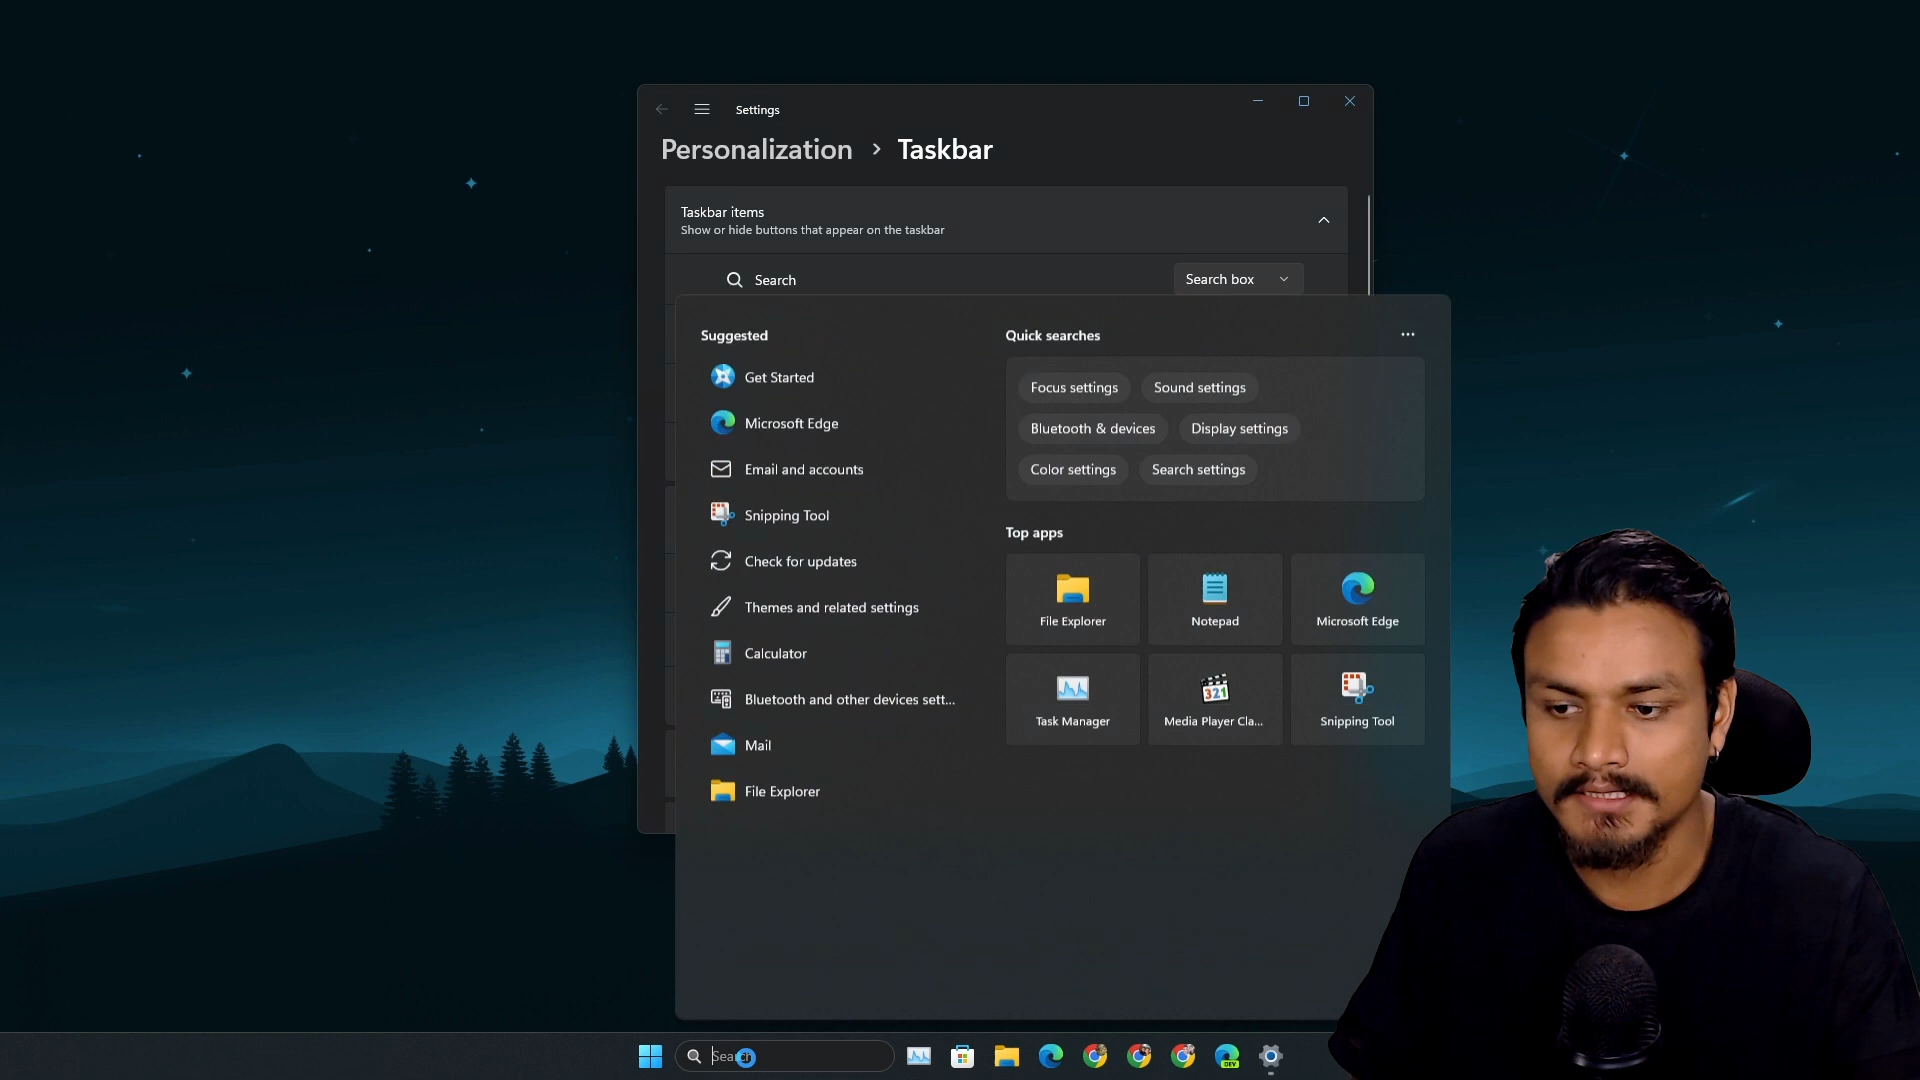 Settings
Personalization > Taskbar
Taskbar items
Show or hide buttons that appear on the taskbar
Search
Search box
Suggested
Get Started
Microsoft Edge
Email and accounts
Snipping Tool
Check for updates
Themes and related settings
Calculator
Bluetooth and other devices sett...
Mail
File Explorer
Quick searches
Focus settings
Sound settings
Bluetooth & devices
Display settings
Color settings
Search settings
Top apps
File Explorer
Notepad
Microsoft Edge
Task Manager
321
Media Player Cla...
Snipping Tool
Search
DEV